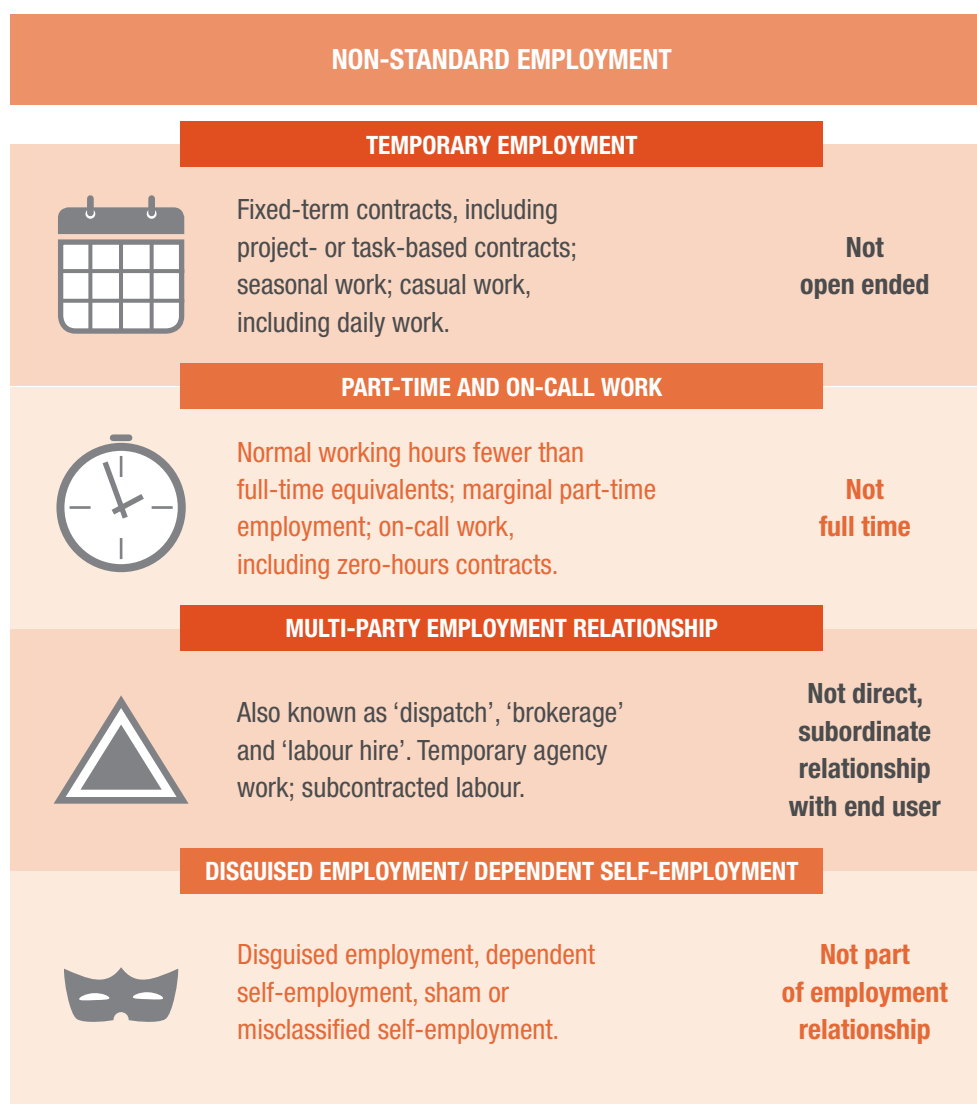 NON-STANDARD EMPLOYMENT
TEMPORARY EMPLOYMENT
Fixed-term contracts, including
project- or task-based contracts;
seasonal work; casual work,
including daily work.
Not
open ended
PART-TIME AND ON-CALL WORK
Normal working hours fewer than
full-time equivalents; marginal part-time
employment; on-call work,
including zero-hours contracts.
Not
full time
MULTI-PARTY EMPLOYMENT RELATIONSHIP
Also known as ‘dispatch’, ‘brokerage’
and ‘labour hire’. Temporary agency
work; subcontracted labour.
Not direct,
subordinate
relationship
with end user
DISGUISED EMPLOYMENT/ DEPENDENT SELF-EMPLOYMENT
Disguised employment, dependent
self-employment, sham or
misclassified self-employment.
Not part
of employment
relationship